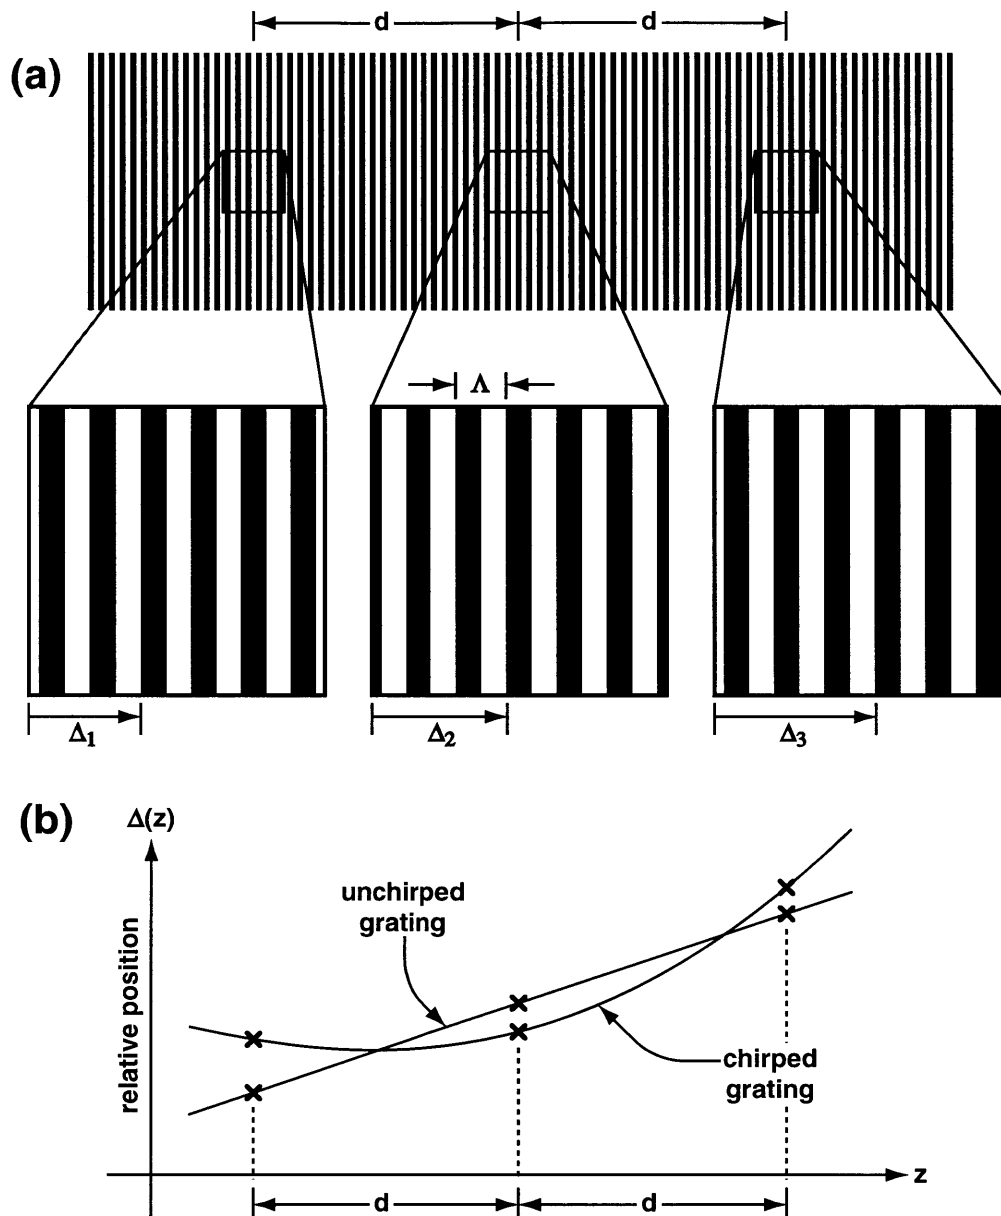 d d
(a)
Λ
Δ1 Δ2 Δ3
(b)
Δ(z)
relative position
unchirped
grating
chirped
grating
z
d d